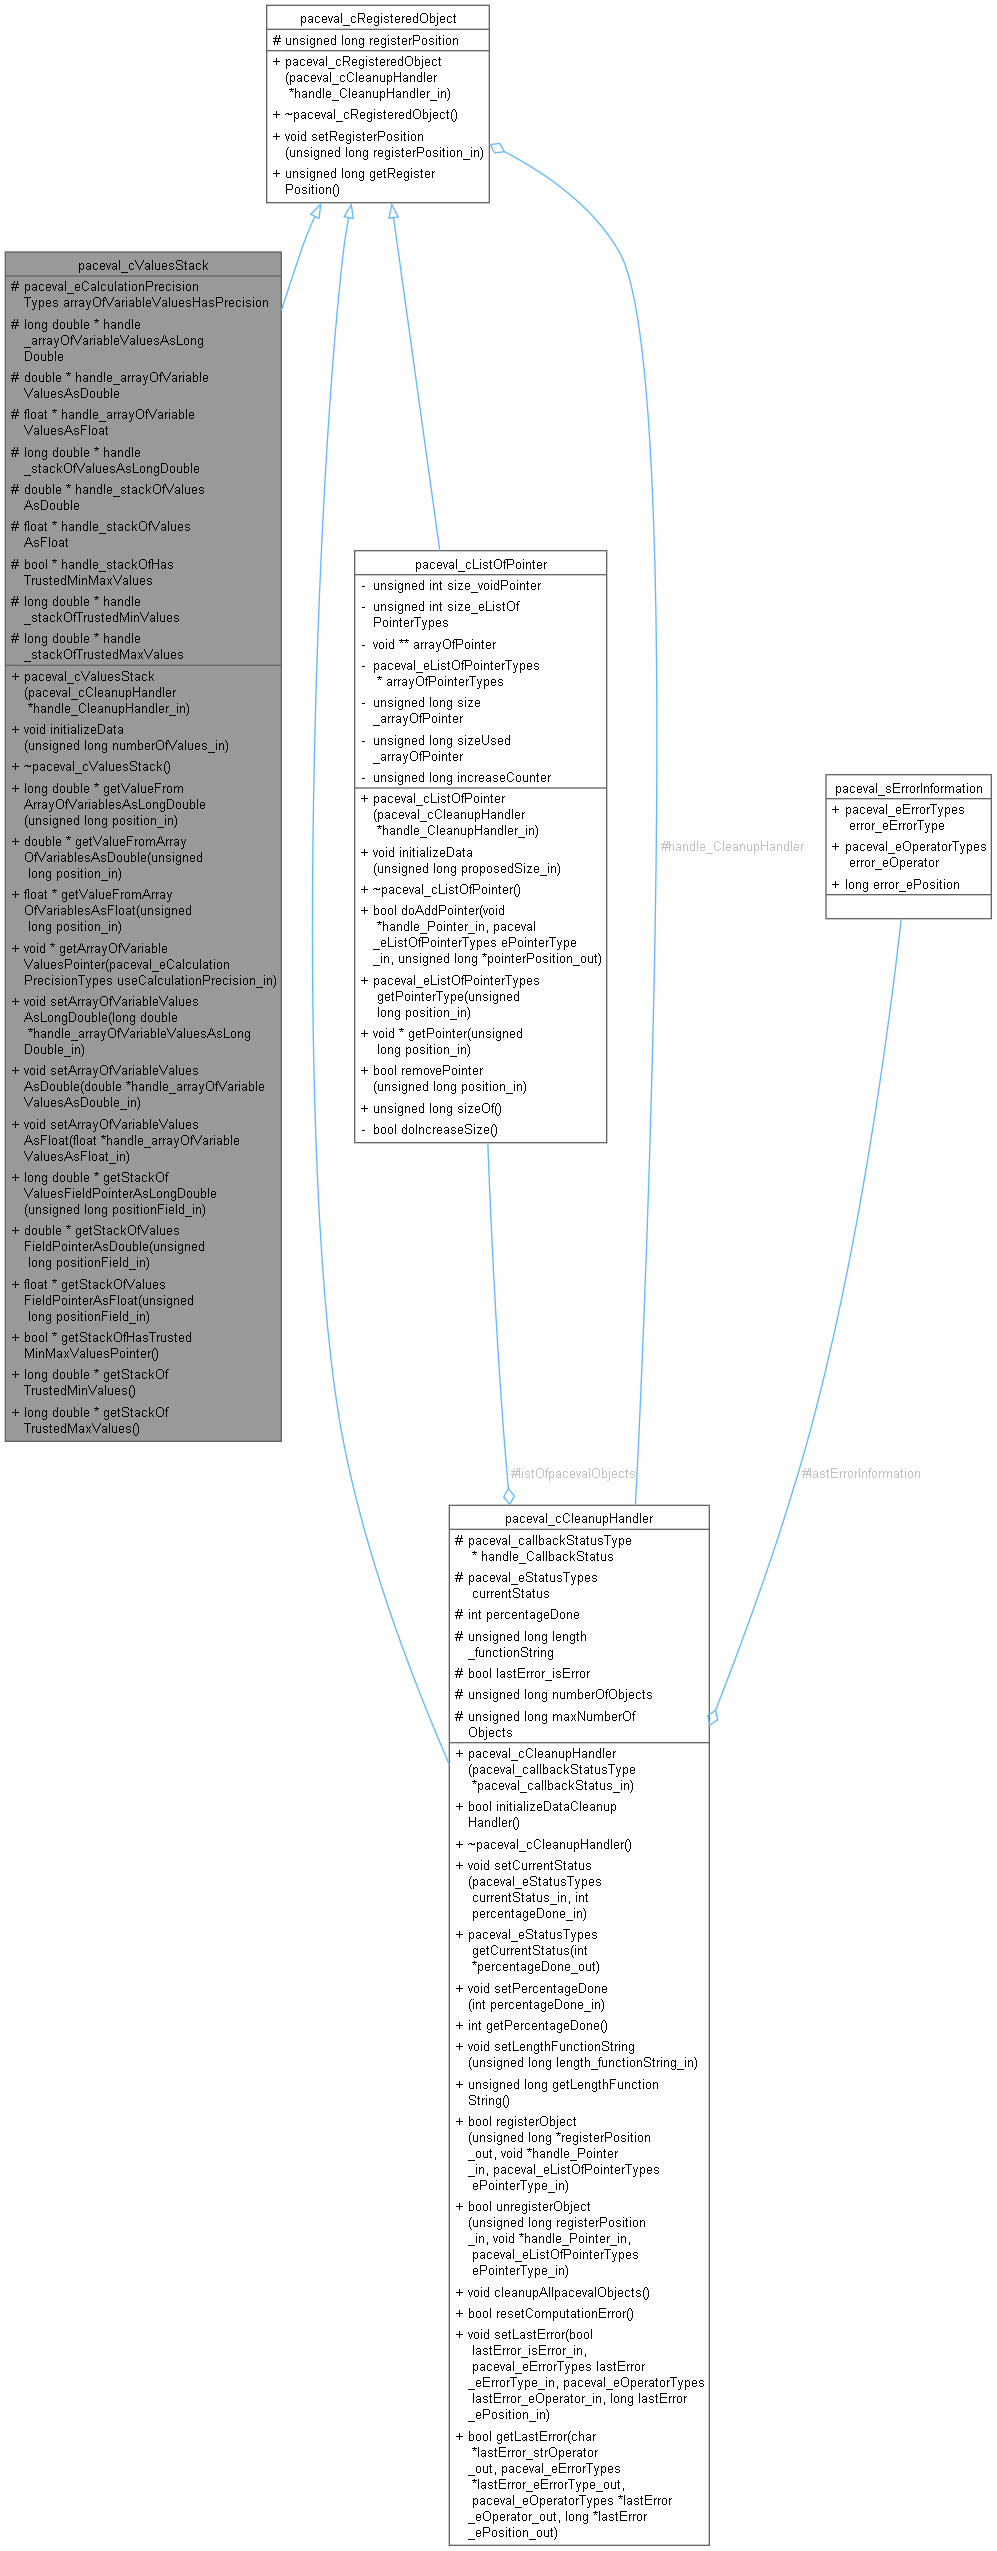 paceval_cRegisteredObject
# unsigned long registerPosition
+ paceval_cRegisteredObject
(paceval_cCleanupHandler
*handle_CleanupHandler_in)
+ ~paceval_cRegisteredObject()
+ void setRegisterPosition
(unsigned long registerPosition_in)
+ unsigned long getRegister
Position()
paceval_cValuesStack
# paceval_eCalculationPrecision
Types arrayOfVariableValuesHasPrecision
# long double * handle
_arrayOfVariableValuesAsLong
Double
# double * handle_arrayOfVariable
ValuesAsDouble
# float * handle_arrayOfVariable
ValuesAsFloat
# long double * handle
_stackOfValuesAsLongDouble
# double * handle_stackOfValues
AsDouble
# float * handle_stackOfValues
AsFloat
# bool * handle_stackOfHas
TrustedMinMaxValues
# long double * handle
_stackOfTrustedMinValues
# long double * handle
_stackOfTrustedMaxValues
+ paceval_cValuesStack
(paceval_cCleanupHandler
*handle_CleanupHandler_in)
+ void initializeData
(unsigned long numberOfValues_in)
+ ~paceval_cValuesStack()
+ long double * getValueFrom
ArrayOfVariablesAsLongDouble
(unsigned long position_in)
+ double * getValueFromArray
OfVariablesAsDouble(unsigned
long position_in)
+ float * getValueFromArray
OfVariablesAsFloat(unsigned
long position_in)
+ void * getArrayOfVariable
ValuesPointer(paceval_eCalculation
PrecisionTypes useCalculationPrecision_in)
+ void setArrayOfVariableValues
AsLongDouble(long double
*handle_arrayOfVariableValuesAsLong
Double_in)
+ void setArrayOfVariableValues
AsDouble(double *handle_arrayOfVariable
ValuesAsDouble_in)
+ void setArrayOfVariableValues
AsFloat(float *handle_arrayOfVariable
ValuesAsFloat_in)
+ long double * getStackOf
ValuesFieldPointerAsLongDouble
(unsigned long positionField_in)
+ double * getStackOfValues
FieldPointerAsDouble(unsigned
long positionField_in)
+ float * getStackOfValues
FieldPointerAsFloat(unsigned
long positionField_in)
+ bool * getStackOfHasTrusted
MinMaxValuesPointer()
+ long double * getStackOf
TrustedMinValues()
+ long double * getStackOf
TrustedMaxValues()
paceval_cListOfPointer
- unsigned int size_voidPointer
- unsigned int size_eListOf
PointerTypes
- void ** arrayOfPointer
- paceval_eListOfPointerTypes
* arrayOfPointerTypes
- unsigned long size
_arrayOfPointer
- unsigned long sizeUsed
_arrayOfPointer
- unsigned long increaseCounter
+ paceval_cListOfPointer
(paceval_cCleanupHandler
*handle_CleanupHandler_in)
+ void initializeData
(unsigned long proposedSize_in)
+ ~paceval_cListOfPointer()
+ bool doAddPointer(void
*handle_Pointer_in, paceval
_eListOfPointerTypes ePointerType
_in, unsigned long *pointerPosition_out)
+ paceval_eListOfPointerTypes
getPointerType(unsigned
long position_in)
+ void * getPointer(unsigned
long position_in)
+ bool removePointer
(unsigned long position_in)
+ unsigned long sizeOf()
- bool doIncreaseSize()
#handle_CleanupHandler
paceval_sErrorInformation
+ paceval_eErrorTypes
error_eErrorType
+ paceval_eOperatorTypes
error_eOperator
+ long error_ePosition
#listOfpacevalObjects
#lastErrorInformation
paceval_cCleanupHandler
# paceval_callbackStatusType
* handle_CallbackStatus
# paceval_eStatusTypes
currentStatus
# int percentageDone
# unsigned long length
_functionString
# bool lastError_isError
# unsigned long numberOfObjects
# unsigned long maxNumberOf
Objects
+ paceval_cCleanupHandler
(paceval_callbackStatusType
*paceval_callbackStatus_in)
+ bool initializeDataCleanup
Handler()
+ ~paceval_cCleanupHandler()
+ void setCurrentStatus
(paceval_eStatusTypes
currentStatus_in, int
percentageDone_in)
+ paceval_eStatusTypes
getCurrentStatus(int
*percentageDone_out)
+ void setPercentageDone
(int percentageDone_in)
+ int getPercentageDone()
+ void setLengthFunctionString
(unsigned long length_functionString_in)
+ unsigned long getLengthFunction
String()
+ bool registerObject
(unsigned long *registerPosition
_out, void *handle_Pointer
_in, paceval_eListOfPointerTypes
ePointerType_in)
+ bool unregisterObject
(unsigned long registerPosition
_in, void *handle_Pointer_in,
paceval_eListOfPointerTypes
ePointerType_in)
+ void cleanupAllpacevalObjects()
+ bool resetComputationError()
+ void setLastError(bool
lastError_isError_in,
paceval_eErrorTypes lastError
_eErrorType_in, paceval_eOperatorTypes
lastError_eOperator_in, long lastError
_ePosition_in)
+ bool getLastError(char
*lastError_strOperator
_out, paceval_eErrorTypes
*lastError_eErrorType_out,
paceval_eOperatorTypes *lastError
_eOperator_out, long *lastError
_ePosition_out)